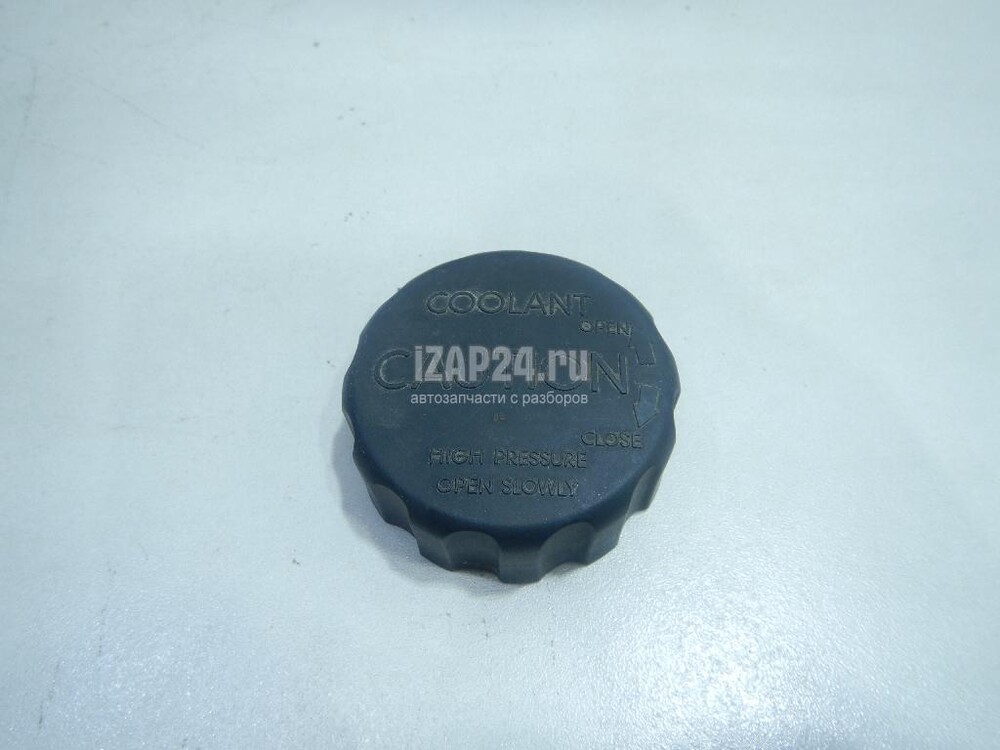 COOLANT
OPEN
CAUTION
iZAP24.ru
автозапчасти с разборов
CLOSE
HIGH PRESSURE
OPEN SLOWLY